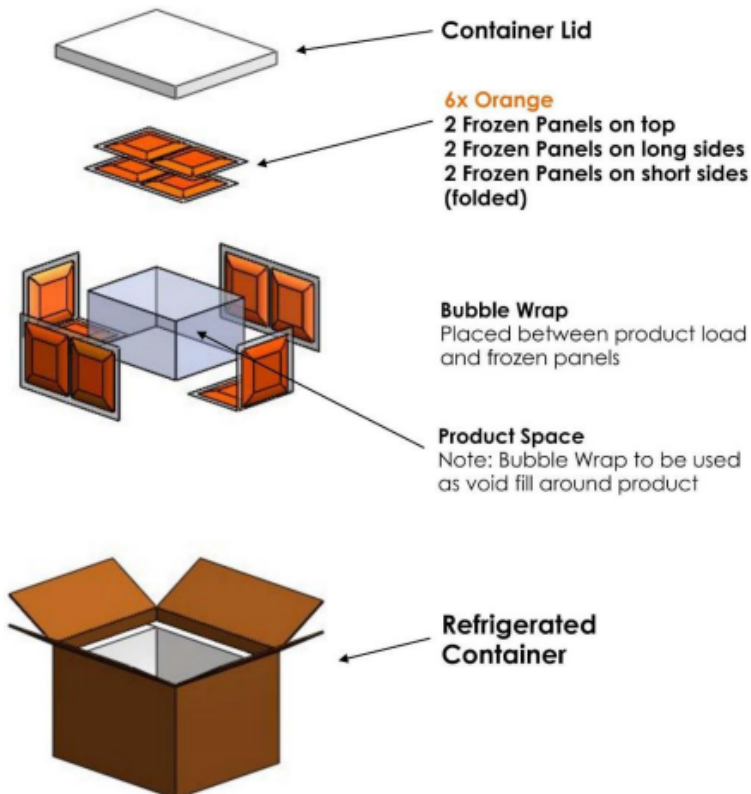 Container Lid
6x Orange
2 Frozen Panels on top
2 Frozen Panels on long sides
2 Frozen Panels on short sides
(folded)
Bubble Wrap
Placed between product load
and frozen panels
Product Space
Note: Bubble Wrap to be used
as void fill around product
Refrigerated
Container